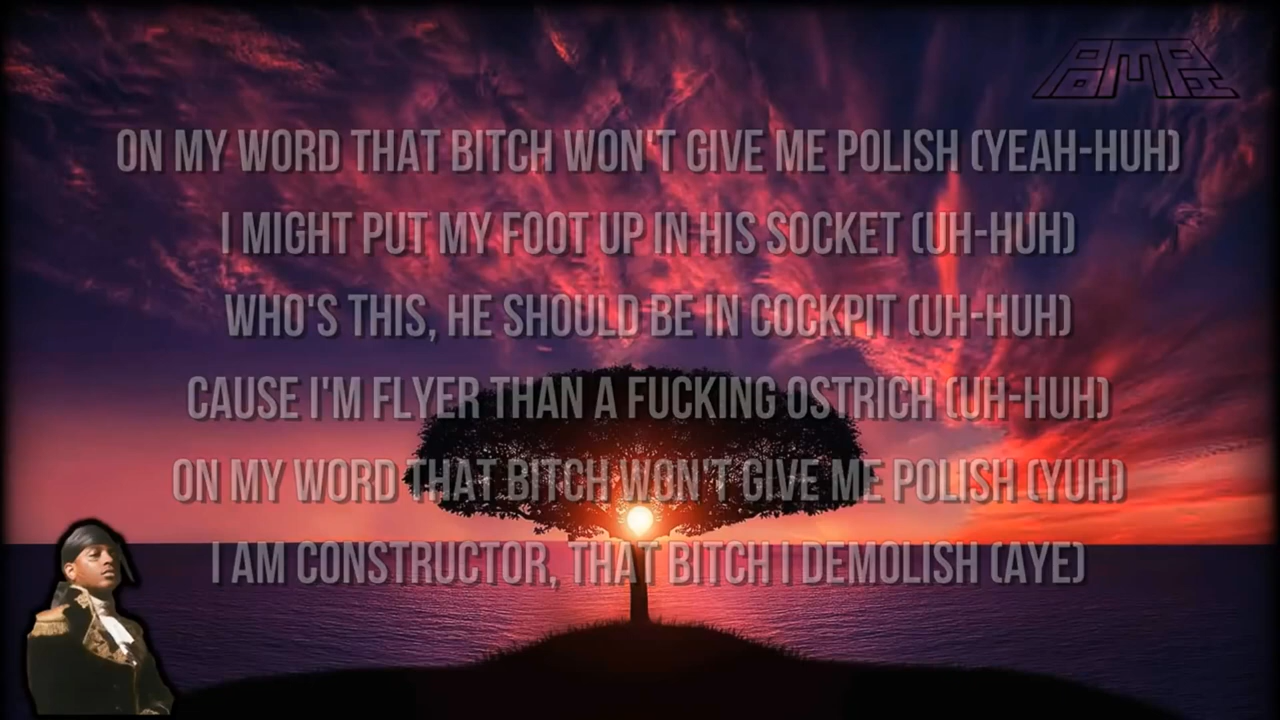 POMPEI
ON MY WORD THAT BITCH WON'T GIVE ME POLISH (YEAH-HUH)
I MIGHT PUT MY FOOT UP IN HIS SOCKET (UH-HUH)
WHO'S THIS, HE SHOULD BE IN COCKPIT (UH-HUH)
CAUSE I'M FLYER THAN A FUCKING OSTRICH (UH-HUH)
ON MY WORD THAT BITCH WON'T GIVE ME POLISH (YUH)
I AM CONSTRUCTOR, THAT BITCH I DEMOLISH (AYE)